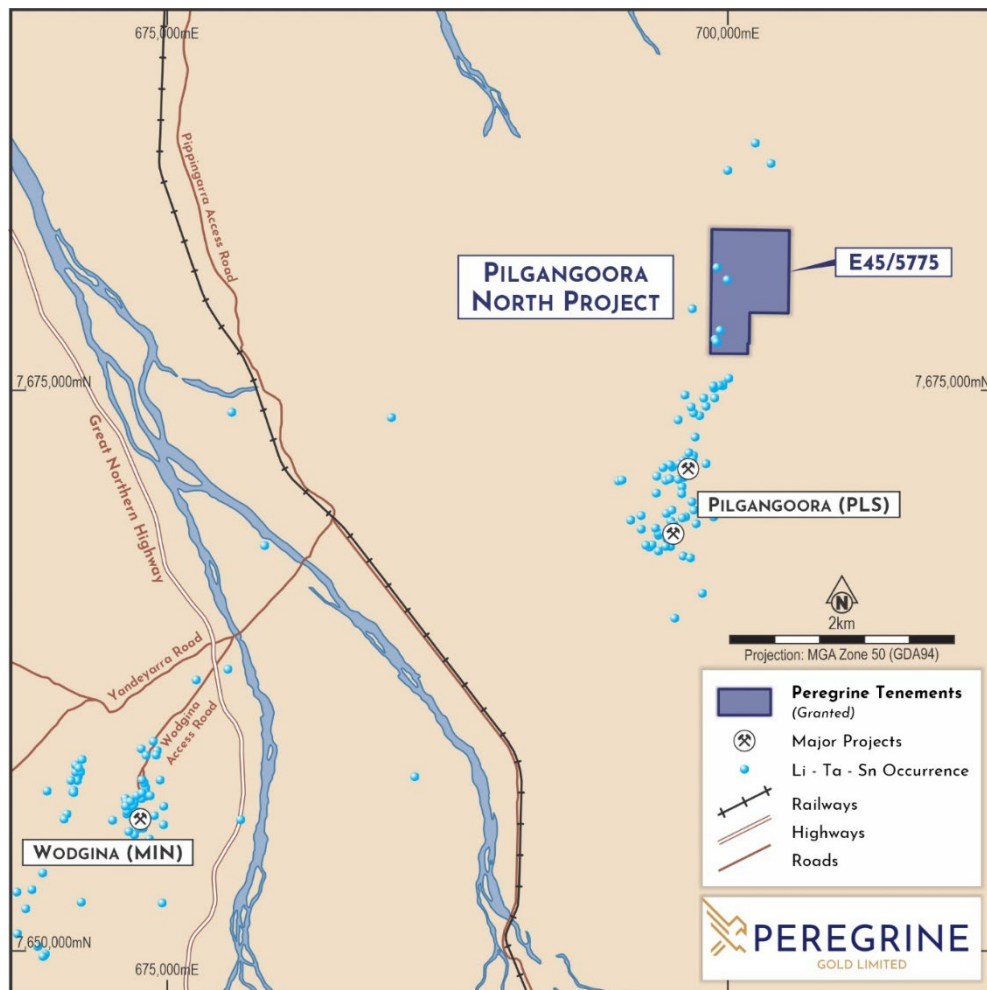 675,000mE
700,000mE
Pippingarra Access Road
PILGANGOORA
NORTH PROJECT
E45/5775
7,675,000mN
7,675,000mN
Great Northern Highway
PILGANGOORA (PLS)
N
2km
Projection: MGA Zone 50 (GDA94)
Yandeyarra Road
Wodgina
Access Road
WODGINA (MIN)
Peregrine Tenements
(Granted)
Major Projects
Li - Ta - Sn Occurrence
Railways
Highways
Roads
7,650,000mN
675,000mE
PEREGRINE
GOLD LIMITED